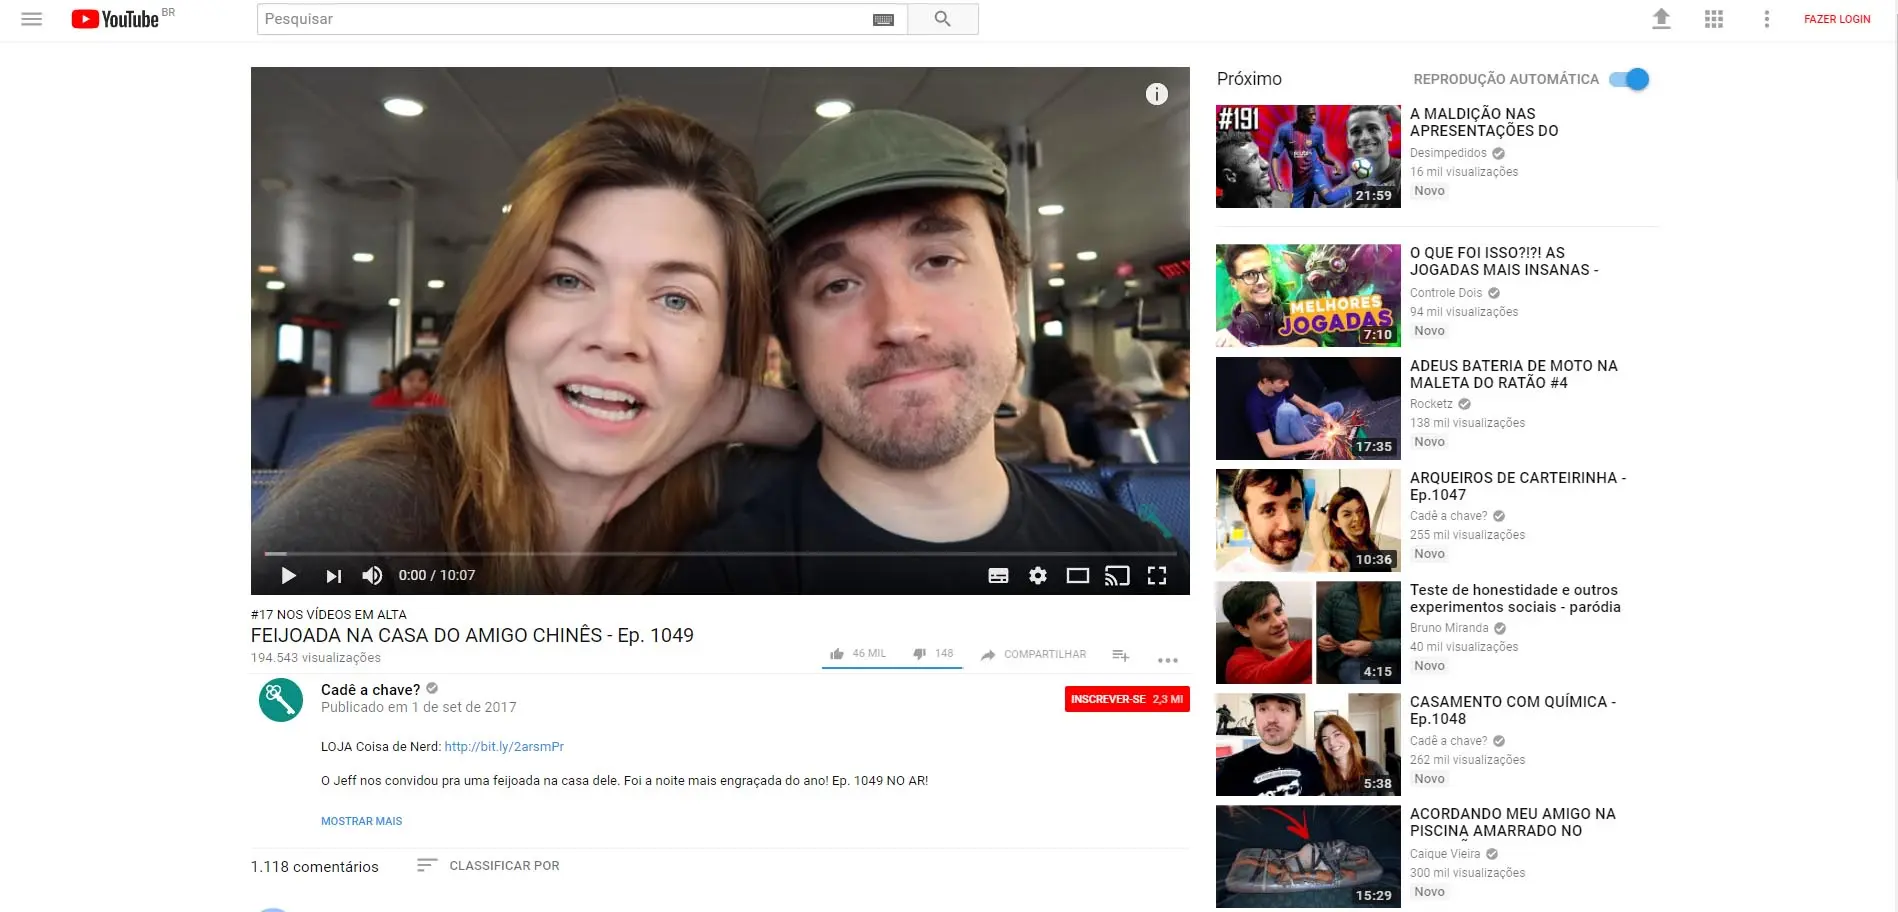 YouTube BR
Pesquisar
FAZER LOGIN
0:00 / 10:07
#17 NOS VÍDEOS EM ALTA
FEIJOADA NA CASA DO AMIGO CHINÊS - Ep. 1049
194.543 visualizações
46 MIL
148
COMPARTILHAR
Cadê a chave?
Publicado em 1 de set de 2017
INSCREVER-SE 2,3 MI
LOJA Coisa de Nerd: http://bit.ly/2arsmPr
O Jeff nos convidou pra uma feijoada na casa dele. Foi a noite mais engraçada do ano! Ep. 1049 NO AR!
MOSTRAR MAIS
1.118 comentários
CLASSIFICAR POR
Próximo
REPRODUÇÃO AUTOMÁTICA
#191
21:59
A MALDIÇÃO NAS
APRESENTAÇÕES DO
Desimpedidos
16 mil visualizações
Novo
MELHORES
JOGADAS
7:10
O QUE FOI ISSO?!?! AS
JOGADAS MAIS INSANAS -
Controle Dois
94 mil visualizações
Novo
17:35
ADEUS BATERIA DE MOTO NA
MALETA DO RATÃO #4
Rocketz
138 mil visualizações
Novo
10:36
ARQUEIROS DE CARTEIRINHA -
Ep.1047
Cadê a chave?
255 mil visualizações
Novo
4:15
Teste de honestidade e outros
experimentos sociais - paródia
Bruno Miranda
40 mil visualizações
Novo
5:38
CASAMENTO COM QUÍMICA -
Ep.1048
Cadê a chave?
262 mil visualizações
Novo
15:29
ACORDANDO MEU AMIGO NA
PISCINA AMARRADO NO
Caique Vieira
300 mil visualizações
Novo